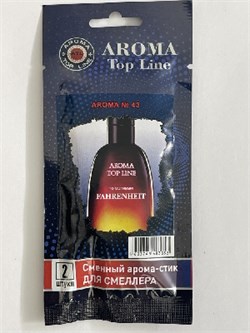 AROMA
TOP LINE
AROMA
Top Line
AROMA № 43
AROMA
TOP LINE
FAHRENHEIT
2
штуки
Сменный арома-стик
ДЛЯ СМЕЛЛЕРА